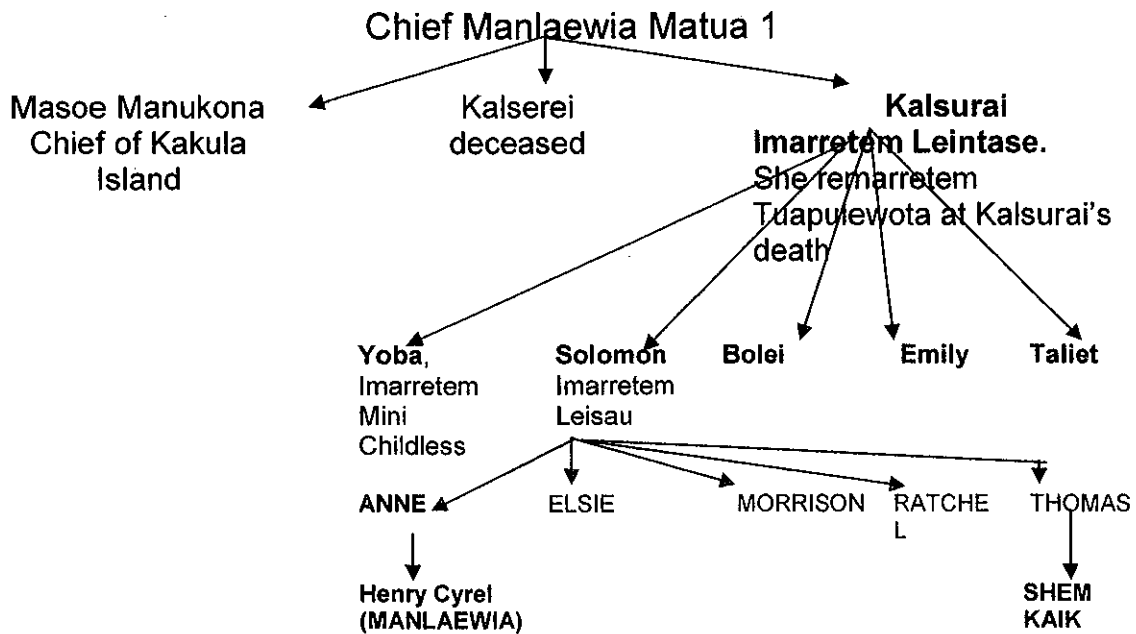 Chief Manlaewia Matua 1
Masoe Manukona
Chief of Kakula
Island
Kalserei
deceased
Kalsurai
Imarretem Leintase.
She remarretem
Tuapulewota at Kalsurai's
death
Yoba,
Imarretem
Mini
Childless
Solomon
Imarretem
Leisau
Bolei
Emily
Taliet
ANNE
ELSIE
MORRISON
RATCHE
L
THOMAS
Henry Cyrel
(MANLAEWIA)
SHEM
KAIK